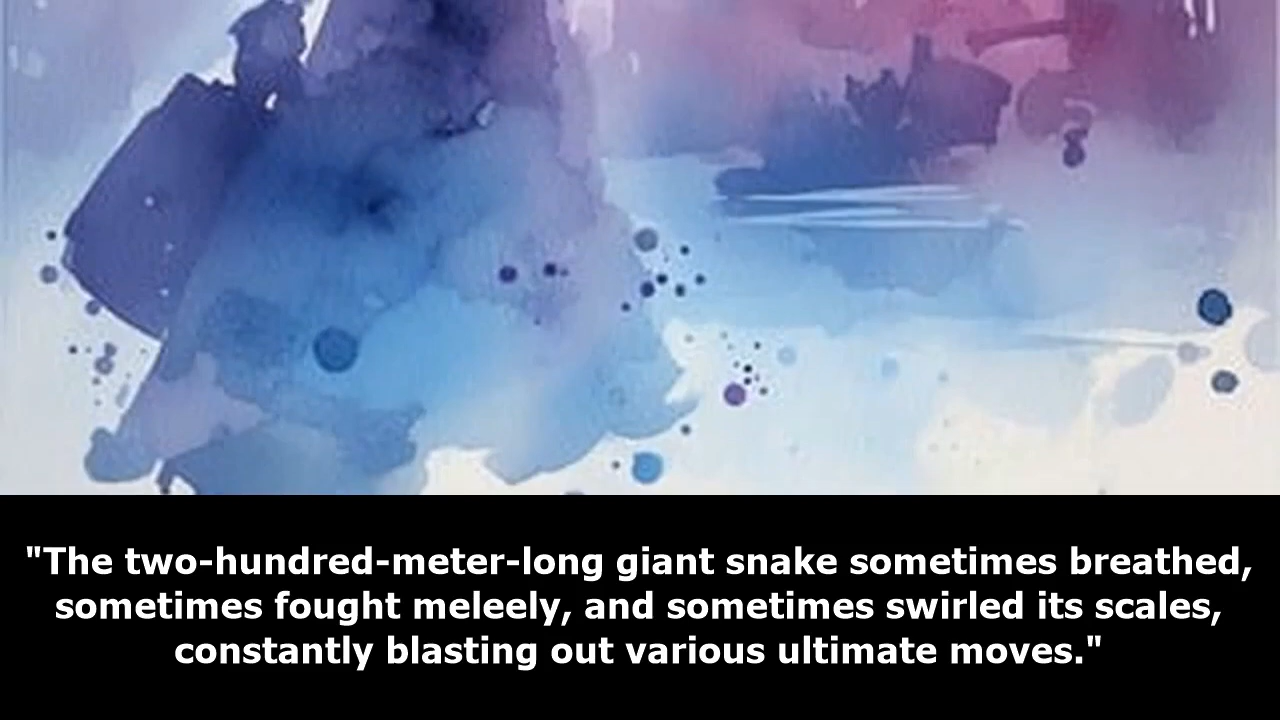 "The two-hundred-meter-long giant snake sometimes breathed,
sometimes fought meleely, and sometimes swirled its scales,
constantly blasting out various ultimate moves."